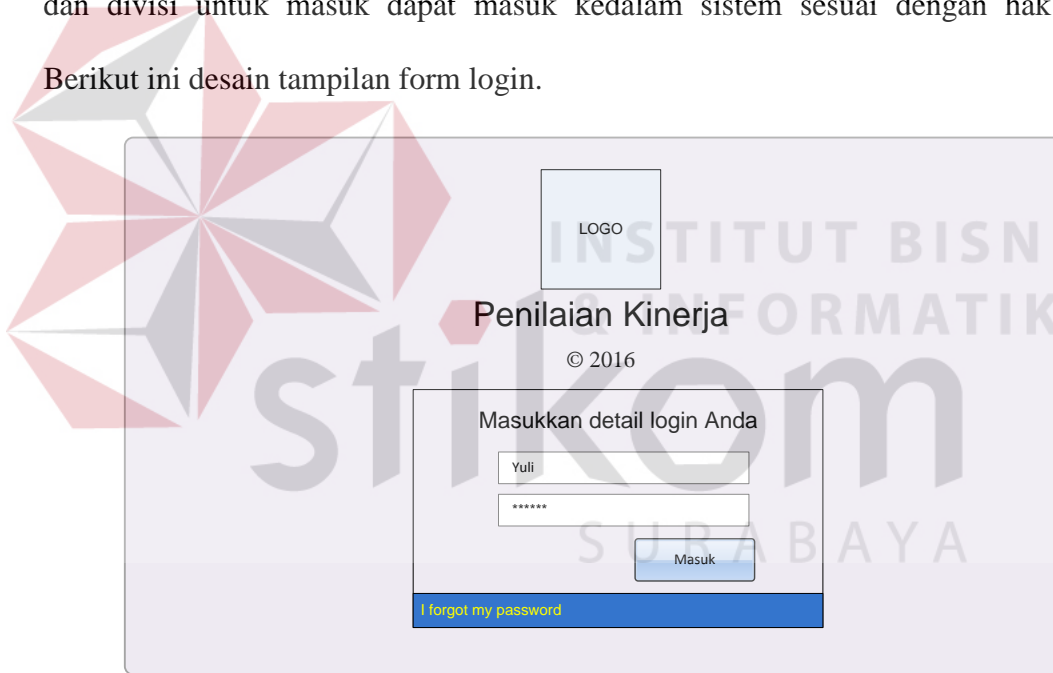 dan divisi untuk masuk dapat masuk kedalam sistem sesuai dengan hak
Berikut ini desain tampilan form login.
LOGO
INSTITUT BISN
& INFORMATIK
Penilaian Kinerja
© 2016
stikom
Masukkan detail login Anda
Yuli
******
SURABAYA
Masuk
I forgot my password